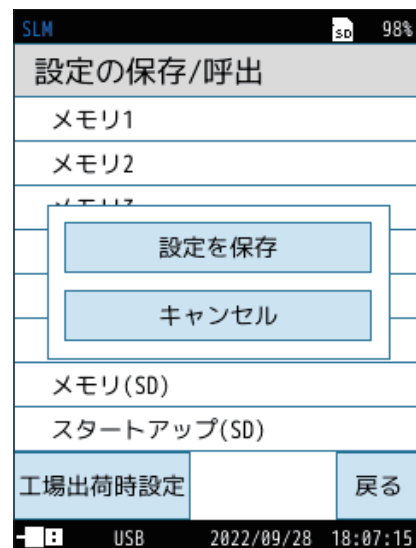 SLM SD 98%
設定の保存/呼出
メモリ1
メモリ2
設定を保存
キャンセル
メモリ(SD)
スタートアップ(SD)
工場出荷時設定 戻る
USB 2022/09/28 18:07:15